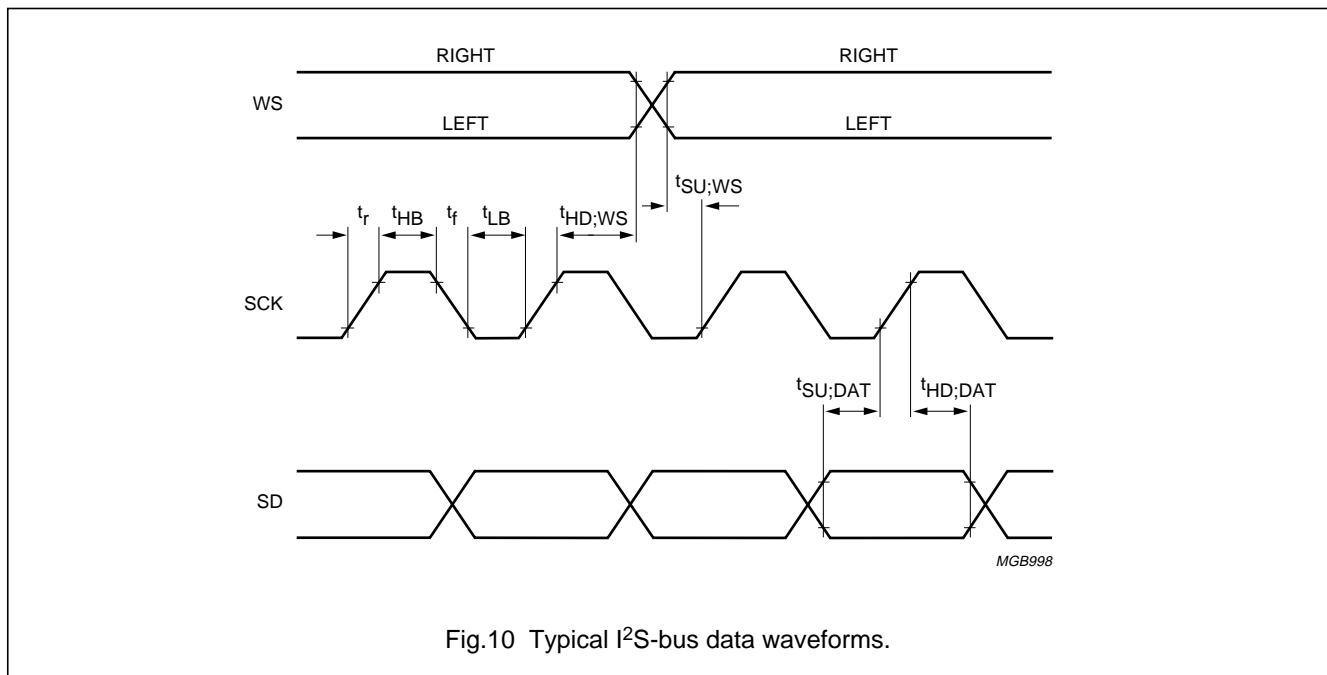 RIGHT RIGHT
WS
LEFT LEFT
tSU;WS
tr tHB tf tLB tHD;WS
SCK
tSU;DAT tHD;DAT
SD
MGB998
Fig.10 Typical I²S-bus data waveforms.